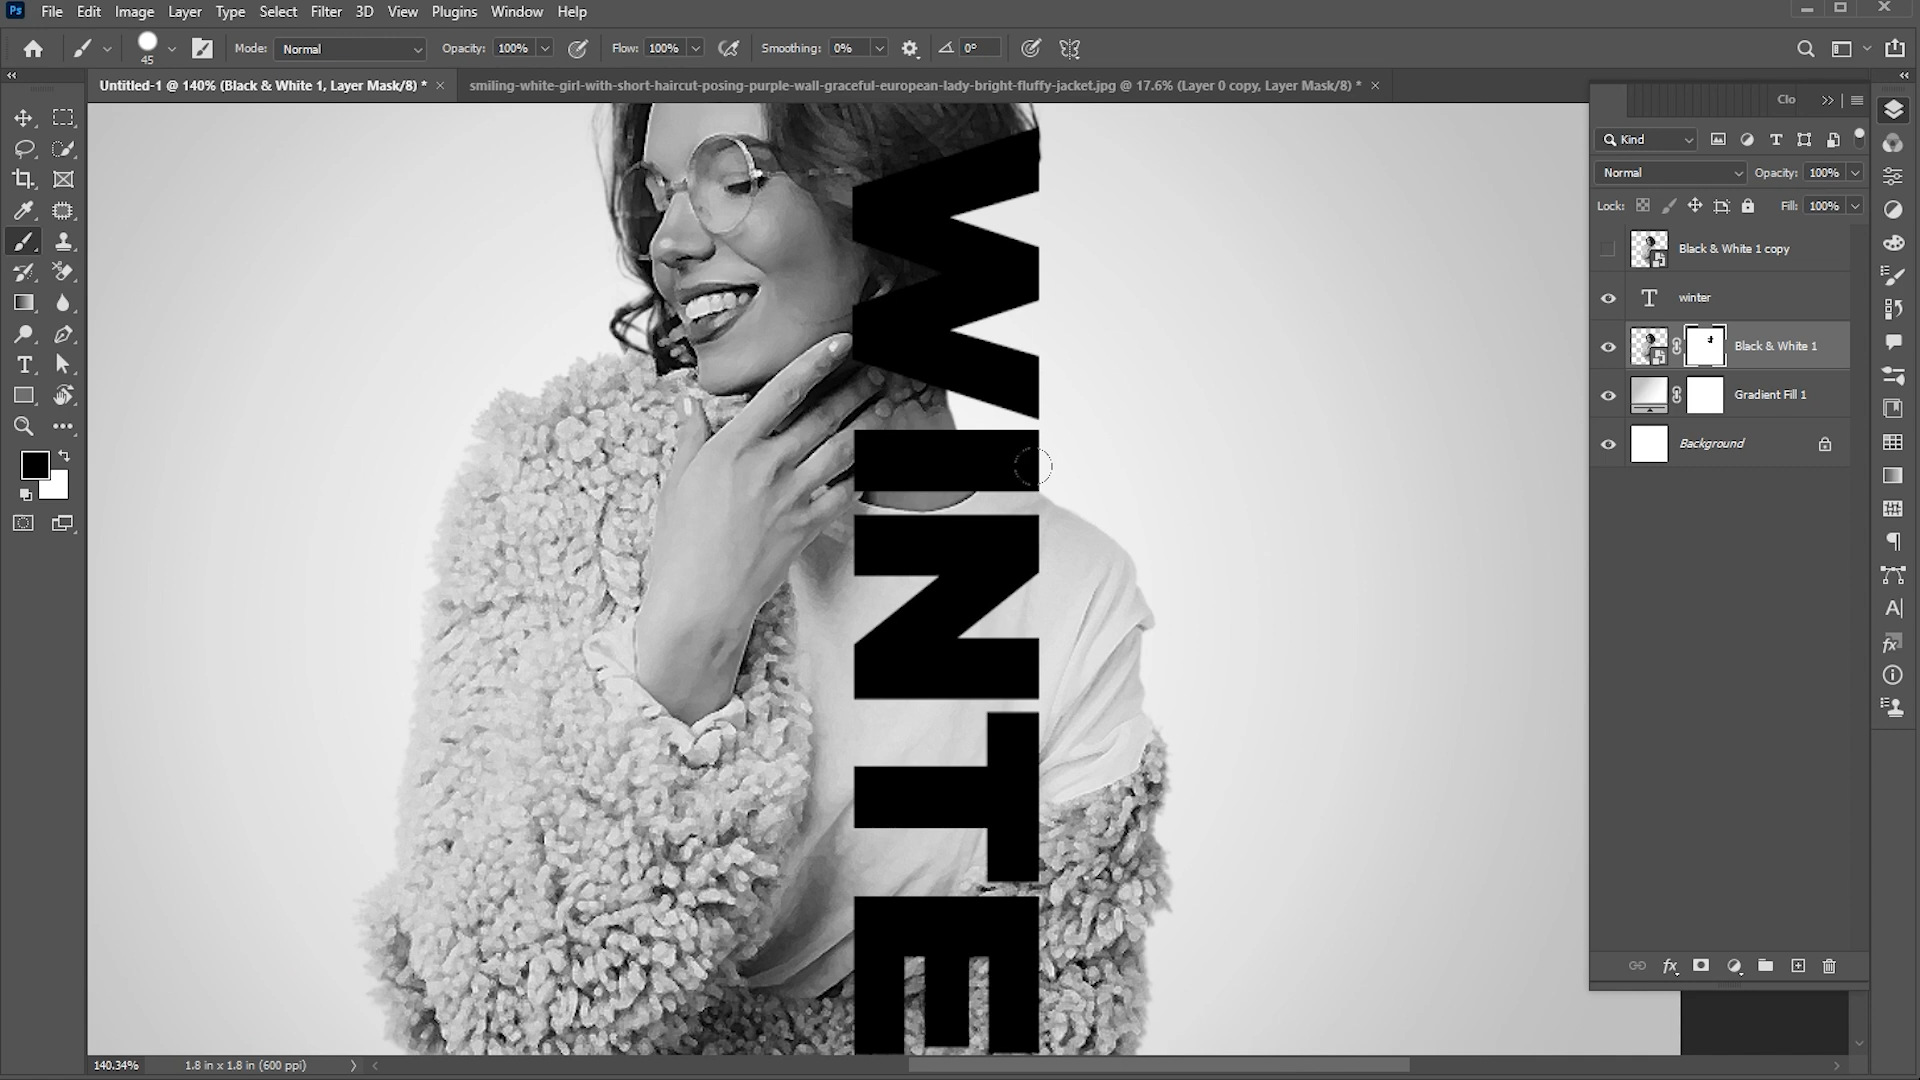 Ps File Edit Image Layer Type Select Filter 3D View Plugins Window Help
45 Mode: Normal Opacity: 100% Flow: 100% Smoothing: 0% 0°
Untitled-1 @ 140% (Black & White 1, Layer Mask/8) * × smiling-white-girl-with-short-haircut-posing-purple-wall-graceful-european-lady-bright-fluffy-jacket.jpg @ 17.6% (Layer 0 copy, Layer Mask/8) * ×
Clo
Kind
Normal Opacity: 100%
Lock: Fill: 100%
Black & White 1 copy
winter
Black & White 1
Gradient Fill 1
Background
WINTE
140.34% 1.8 in x 1.8 in (600 ppi)